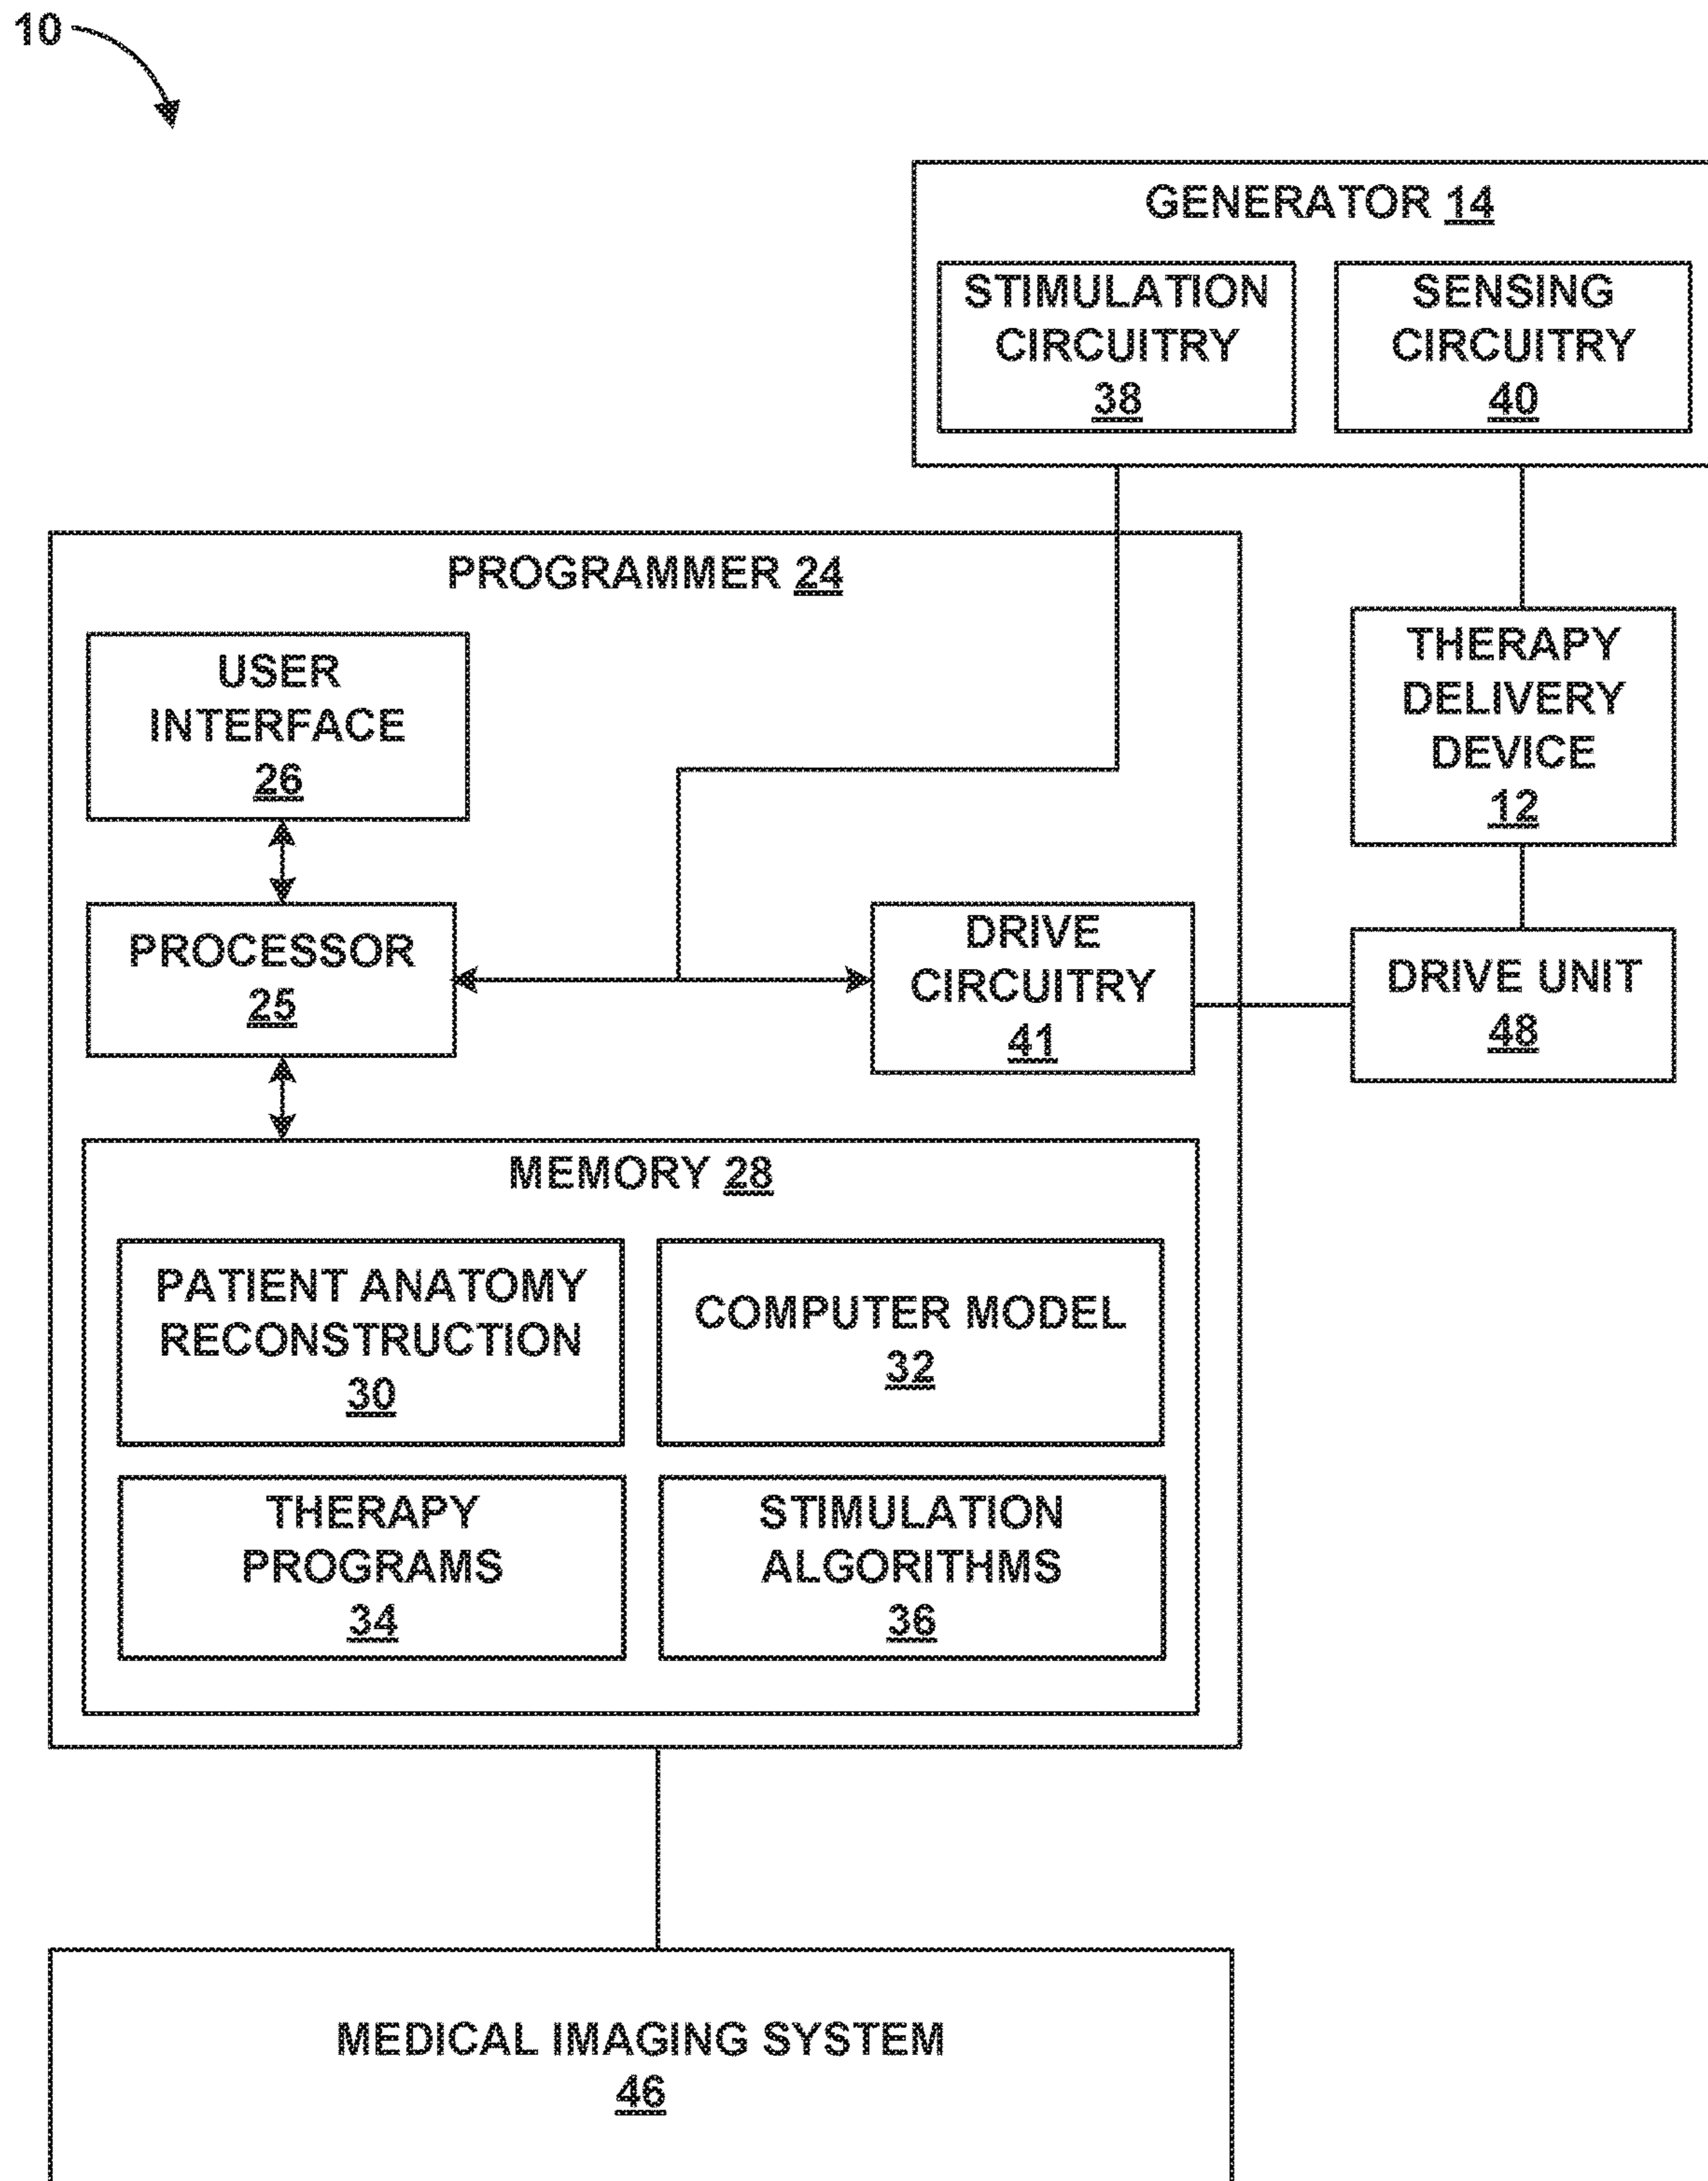 10
GENERATOR 14
STIMULATION
CIRCUITRY
38
SENSING
CIRCUITRY
40
PROGRAMMER 24
USER
INTERFACE
26
THERAPY
DELIVERY
DEVICE
12
PROCESSOR
25
DRIVE
CIRCUITRY
41
DRIVE UNIT
48
MEMORY 28
PATIENT ANATOMY
RECONSTRUCTION
30
COMPUTER MODEL
32
THERAPY
PROGRAMS
34
STIMULATION
ALGORITHMS
36
MEDICAL IMAGING SYSTEM
46